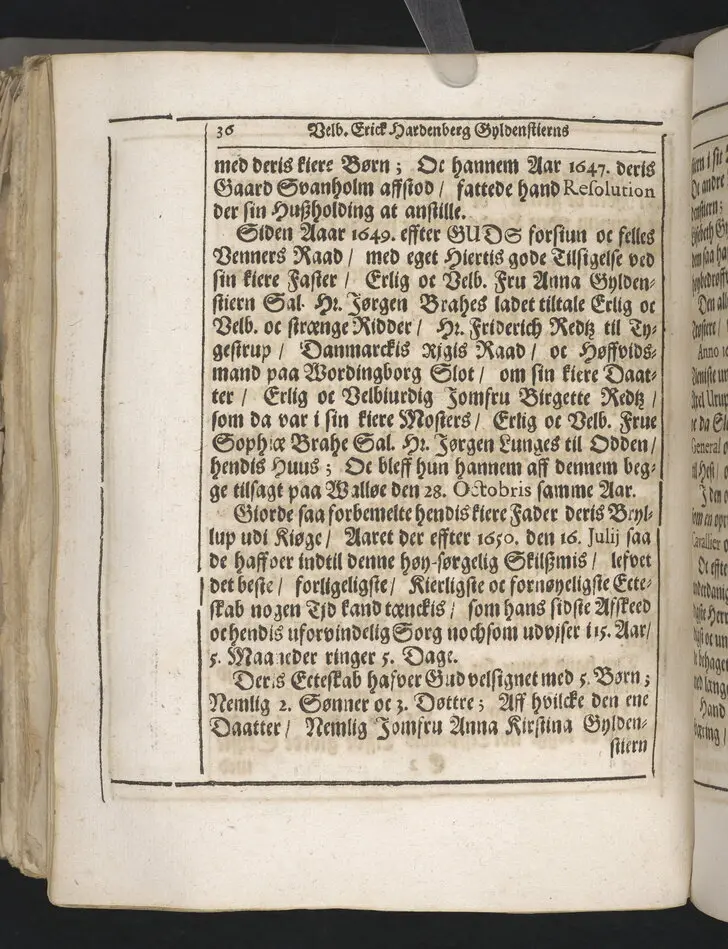 36 Velb. Erick Hardenberg Gyldenstierns
med deris kiere Børn ; Oc hannem Aar 1647. deris
Gaard Svanholm affstod / fattede hand Resolution
der sin Hußholding at anstille.
Siden Aaar 1649. effter GUDS forsiun oc felles
Venners Raad / med eget Hiertis gode Tilsigelse ved
sin kiere Faster / Erlig oc Velb. Fru Anna Gylden-
stiern Sal. Hr. Jørgen Brahes ladet tiltale Erlig oc
Velb. oc strænge Ridder / Hr. Friderich Redtz til Ty-
gestrup / Danmarckis Rigis Raad / oc Høffvids-
mand paa Wordingborg Slot / om sin kiere Daat-
ter / Erlig oc Velbiurdig Jomfru Birgette Redtz /
som da var i sin kiere Mosters / Erlig oc Velb. Frue
Sophiæ Brahe Sal. Hr. Jørgen Lunges til Odden /
hendis Huus ; Oc bleff hun hannem aff dennem beg-
ge tilsagt paa Walløe den 28. Octobris samme Aar.
Giorde saa forbemelte hendis kiere Fader deris Bryl-
lup udi Kiøge / Aaret der effter 1650. den 16. Julij saa
de haffver indtil denne høy-sørgelig Skilßmis / lefvet
det beste / forligeligste / Kierligste oc fornøyeligste Ecte-
skab nogen Tjd kand tænckis / som hans sidste Afskeed
oc hendis uforvindelig Sorg nochsom udvjser i 15. Aar /
5. Maaneder ringer 5. Dage.
Deris Ecteskab hafver Gud velsignet med 5. Børn ;
Nemlig 2. Sønner oc 3. Døttre ; Aff hvilcke den ene
Daatter / Nemlig Jomfru Anna Kirstina Gylden-
stiern